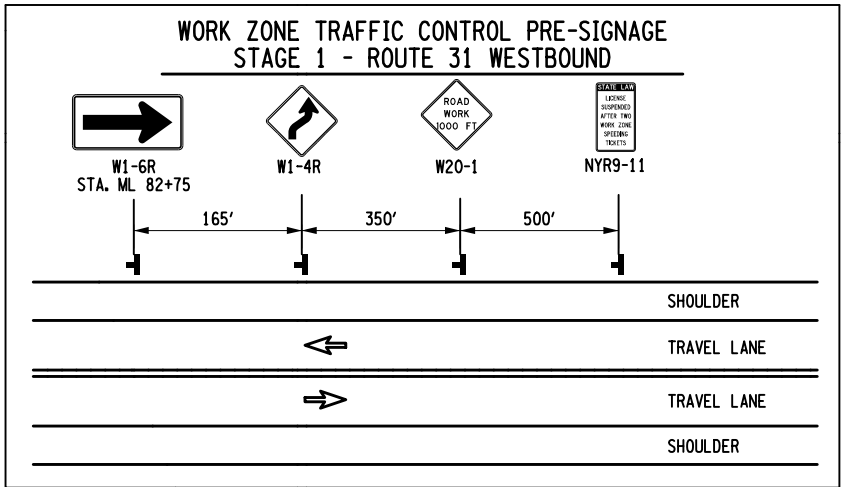 WORK ZONE TRAFFIC CONTROL PRE-SIGNAGE
STAGE 1 - ROUTE 31 WESTBOUND
ROAD
WORK
1000 FT
STATE LAW
LICENSE
SUSPENDED
AFTER TWO
WORK ZONE
SPEEDING
TICKETS
W1-6R
STA. ML 82+75
W1-4R
W20-1
NYR9-11
165'
350'
500'
SHOULDER
TRAVEL LANE
TRAVEL LANE
SHOULDER